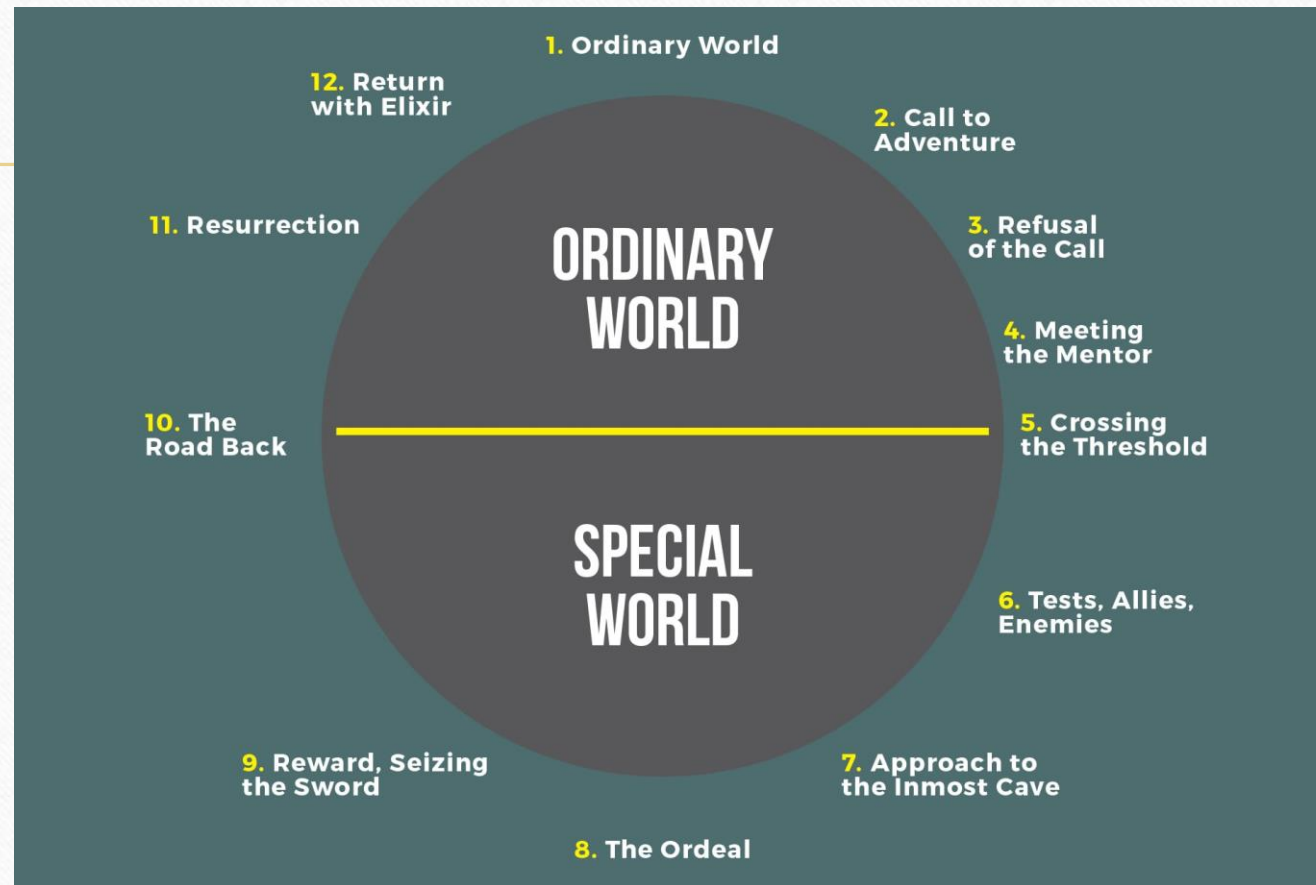 1. Ordinary World
2. Call to
Adventure
3. Refusal
of the Call
4. Meeting
the Mentor
5. Crossing
the Threshold
6. Tests, Allies,
Enemies
7. Approach to
the Inmost Cave
8. The Ordeal
9. Reward, Seizing
the Sword
10. The
Road Back
11. Resurrection
12. Return
with Elixir
ORDINARY
WORLD
SPECIAL
WORLD